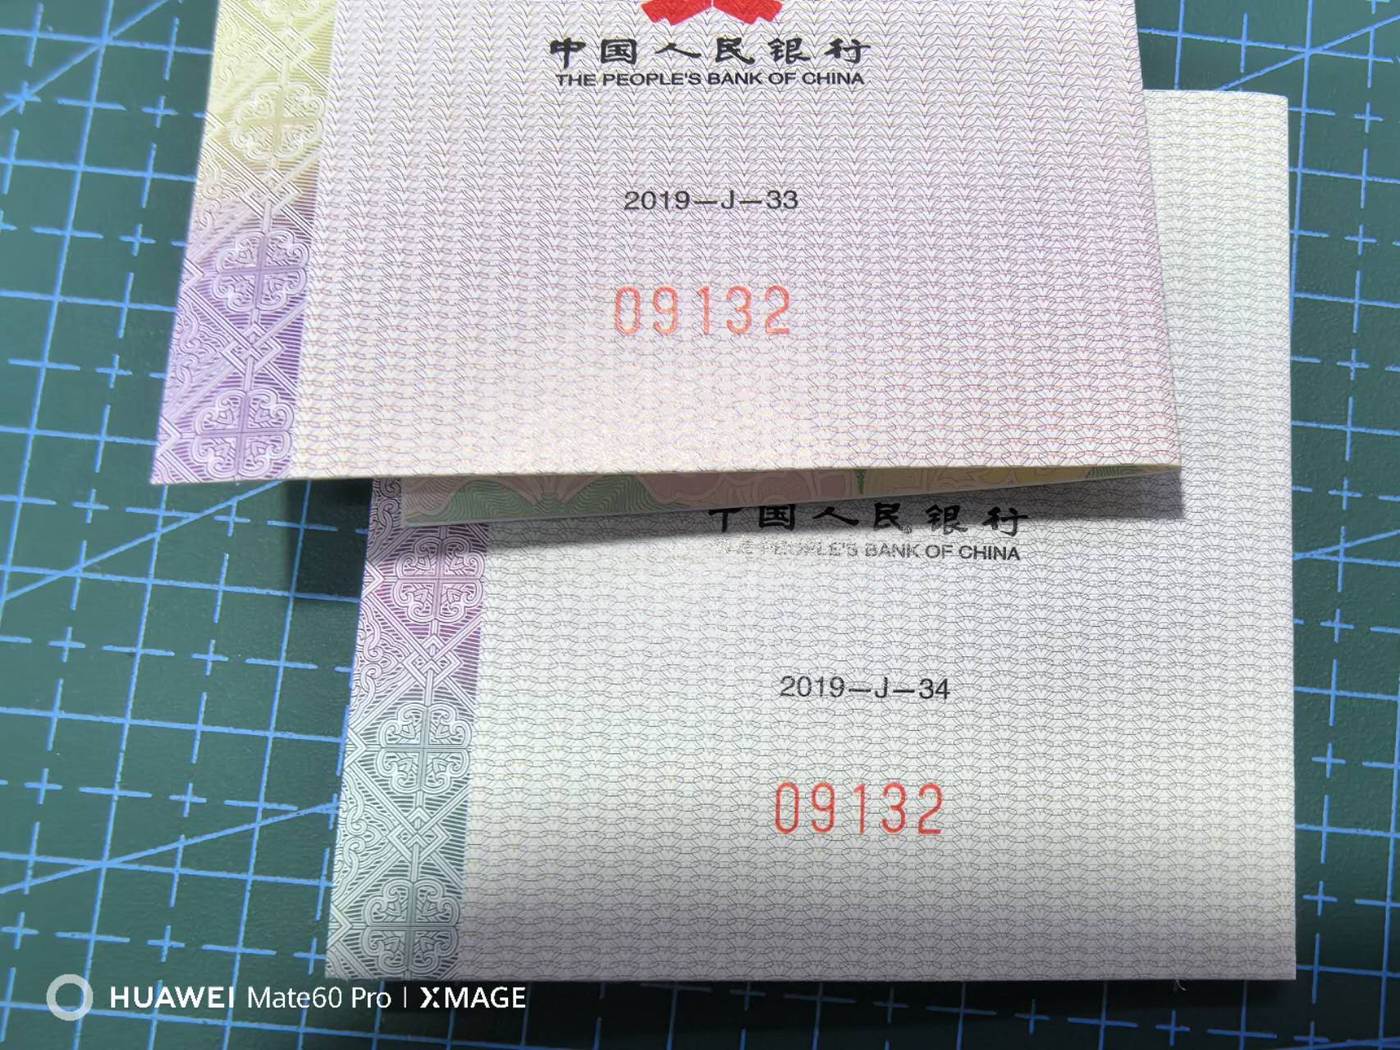 中国人民银行
THE PEOPLE'S BANK OF CHINA
2019—J—33
09132
中国人民银行
THE PEOPLE'S BANK OF CHINA
2019—J—34
09132
HUAWEI Mate60 Pro | XMAGE